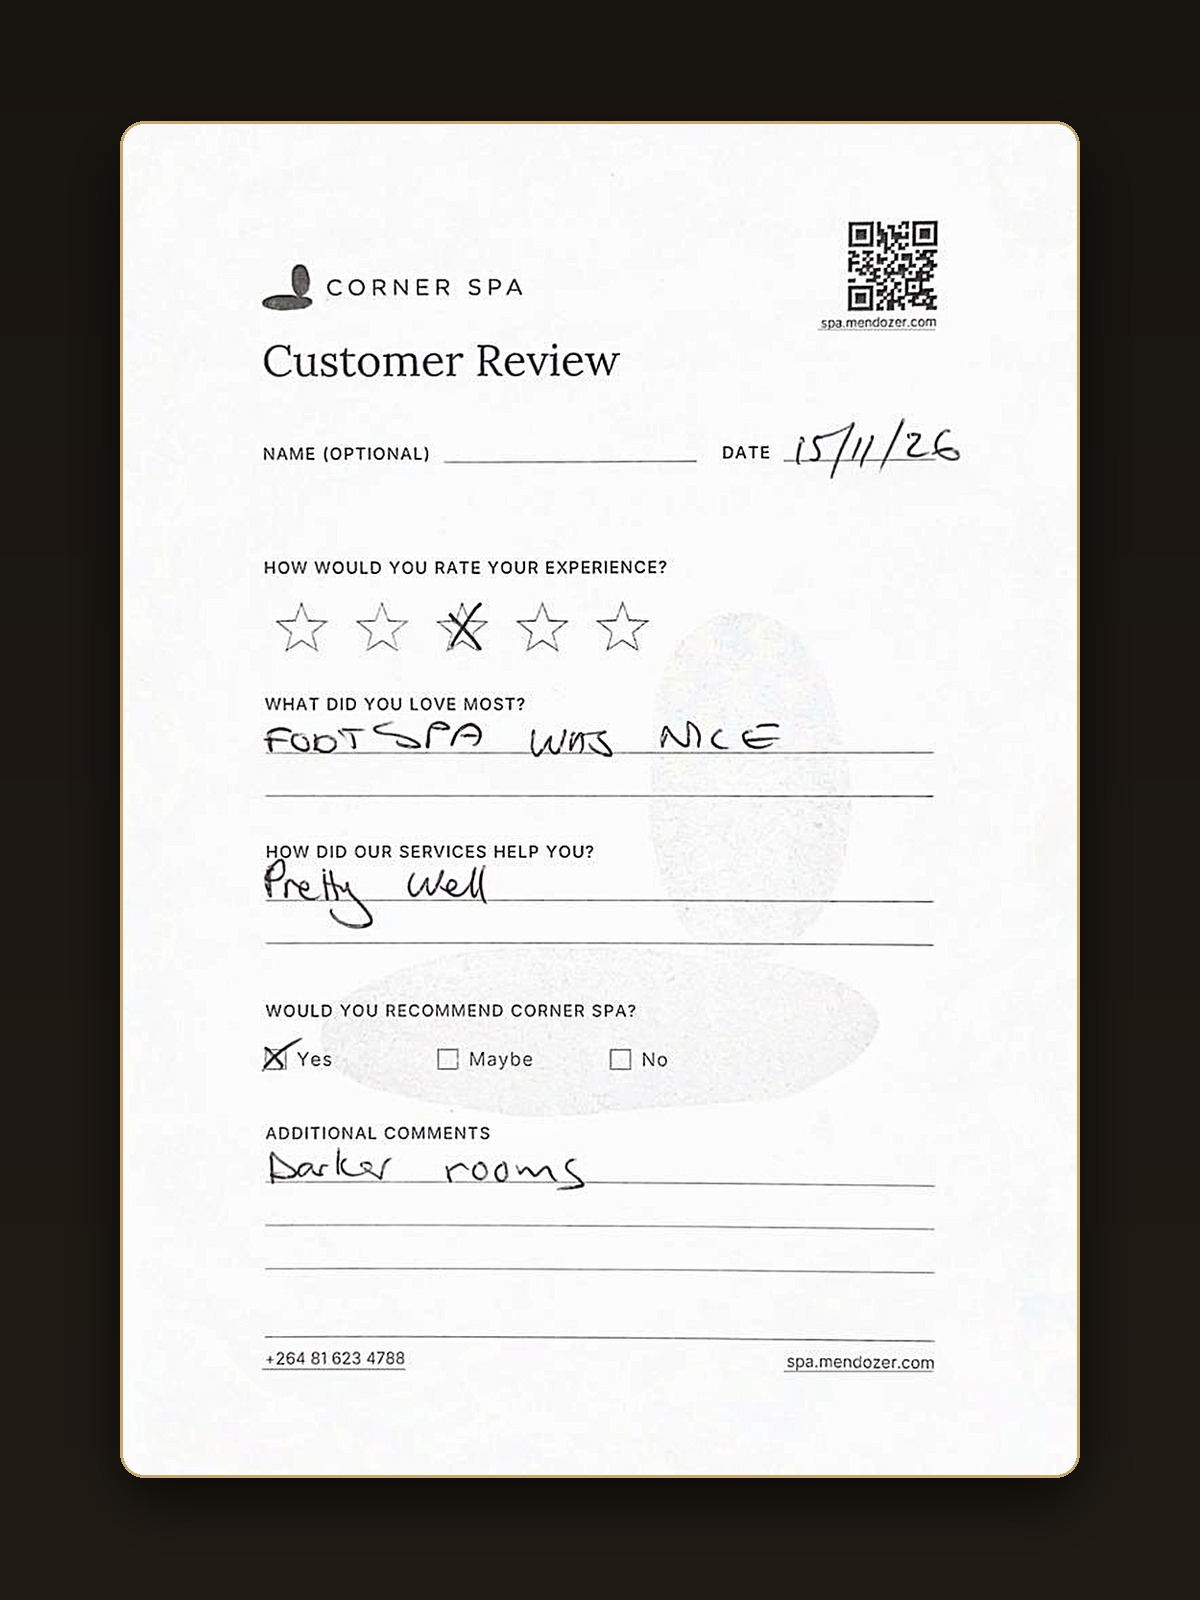 CORNER SPA
spa.mendozer.com
Customer Review
NAME (OPTIONAL) DATE 15/11/26
HOW WOULD YOU RATE YOUR EXPERIENCE?
WHAT DID YOU LOVE MOST?
FOOT SPA WAS NICE
HOW DID OUR SERVICES HELP YOU?
Pretty Well
WOULD YOU RECOMMEND CORNER SPA?
Yes Maybe No
ADDITIONAL COMMENTS
Darker rooms
+264 81 623 4788 spa.mendozer.com